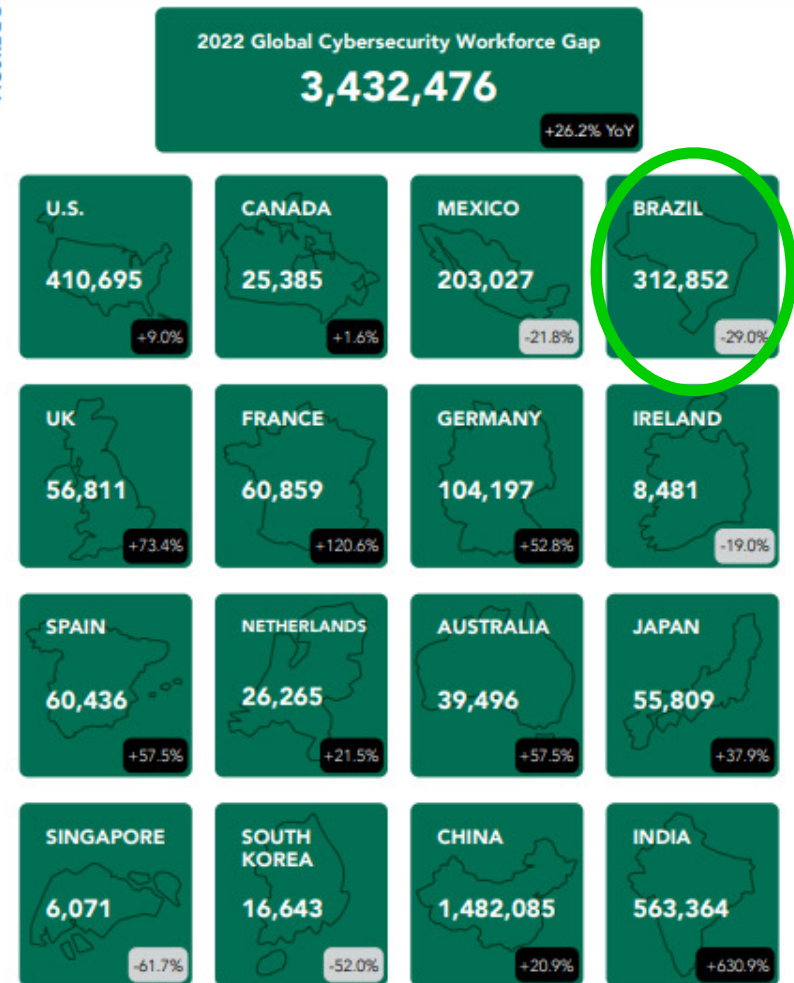 2022 Global Cybersecurity Workforce Gap
3,432,476
+26.2% YoY
U.S.
410,695
+9.0%
CANADA
25,385
+1.6%
MEXICO
203,027
-21.8%
BRAZIL
312,852
-29.0%
UK
56,811
+73.4%
FRANCE
60,859
+120.6%
GERMANY
104,197
+52.8%
IRELAND
8,481
-19.0%
SPAIN
60,436
+57.5%
NETHERLANDS
26,265
+21.5%
AUSTRALIA
39,496
+57.5%
JAPAN
55,809
+37.9%
SINGAPORE
6,071
-61.7%
SOUTH
KOREA
16,643
-52.0%
CHINA
1,482,085
+20.9%
INDIA
563,364
+630.9%